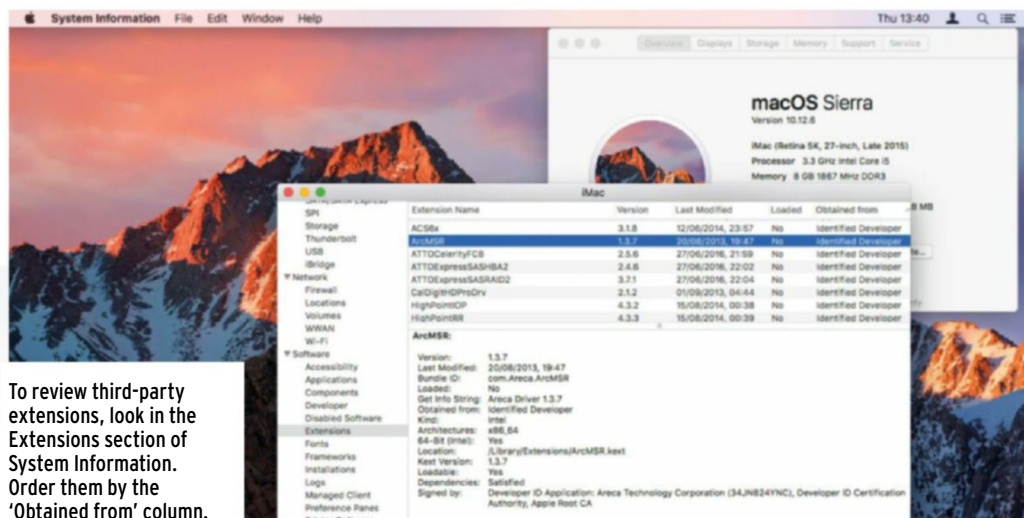 System Information File Edit Window Help
Thu 13:40
Overview Displays Storage Memory Support Service
macOS Sierra
Version 10.12.6
iMac (Retina 5K, 27-inch, Late 2015)
Processor 3.3 GHz Intel Core i5
Memory 8 GB 1867 MHz DDR3
8 MB
iMac
SPI
Storage
Thunderbolt
USB
iBridge
Network
Firewall
Locations
Volumes
WWAN
Wi-Fi
Software
Accessibility
Applications
Components
Developer
Disabled Software
Extensions
Fonts
Frameworks
Installations
Logs
Managed Client
Preference Panes
Extension Name Version Last Modified Loaded Obtained from
ACS6x 3.1.8 12/06/2014, 23:57 No Identified Developer
ArcMSR 1.3.7 20/08/2013, 19:47 No Identified Developer
ATTOCelerityFC8 2.5.6 27/06/2016, 21:59 No Identified Developer
ATTOExpressSASHBA2 2.4.6 27/06/2016, 22:02 No Identified Developer
ATTOExpressSASRAID2 3.7.1 27/06/2016, 22:04 No Identified Developer
CalDigitHDProDrv 2.1.2 01/09/2013, 04:44 No Identified Developer
HighPointIOP 4.3.2 15/08/2014, 00:38 No Identified Developer
HighPointRR 4.3.3 15/08/2014, 00:39 No Identified Developer
ArcMSR:
Version: 1.3.7
Last Modified: 20/08/2013, 19:47
Bundle ID: com.Areca.ArcMSR
Loaded: No
Get Info String: Areca Driver 1.3.7
Obtained from: Identified Developer
Kind: Intel
Architectures: x86_64
64-Bit (Intel): Yes
Location: /Library/Extensions/ArcMSR.kext
Kext Version: 1.3.7
Loadable: Yes
Dependencies: Satisfied
Signed by: Developer ID Application: Areca Technology Corporation (34JN824YNC), Developer ID Certification
Authority, Apple Root CA
To review third-party
extensions, look in the
Extensions section of
System Information.
Order them by the
‘Obtained from’ column.